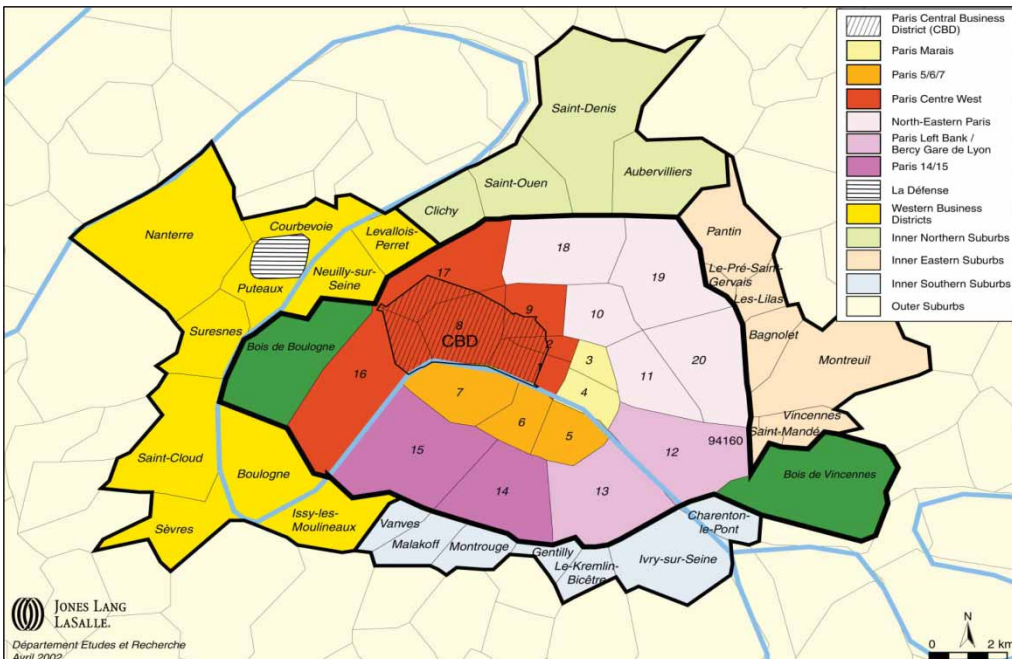 Paris Central Business
District (CBD)
Paris Marais
Paris 5/6/7
Paris Centre West
North-Eastern Paris
Paris Left Bank /
Bercy Gare de Lyon
Paris 14/15
La Défense
Western Business
Districts
Inner Northern Suburbs
Inner Eastern Suburbs
Inner Southern Suburbs
Outer Suburbs
Saint-Denis
Aubervilliers
Saint-Ouen
Clichy
Nanterre
Courbevoie
Levallois-
Perret
Neuilly-sur-
Seine
Puteaux
Suresnes
Bois de Boulogne
Saint-Cloud
Boulogne
Sèvres
Issy-les-
Moulineaux
Pantin
Le-Pré-Saint-
Gervais
Les-Lilas
Bagnolet
Montreuil
Vincennes
Saint-Mandé
94160
Bois de Vincennes
18
19
17
9
10
8
CBD
2
1
3
4
11
20
16
7
6
5
12
15
14
13
Vanves
Malakoff
Montrouge
Gentilly
Le-Kremlin-
Bicêtre
Ivry-sur-Seine
Charenton-
le-Pont
JONES LANG
LASALLE.
Département Etudes et Recherche
Avril 2002
N
0 2 km